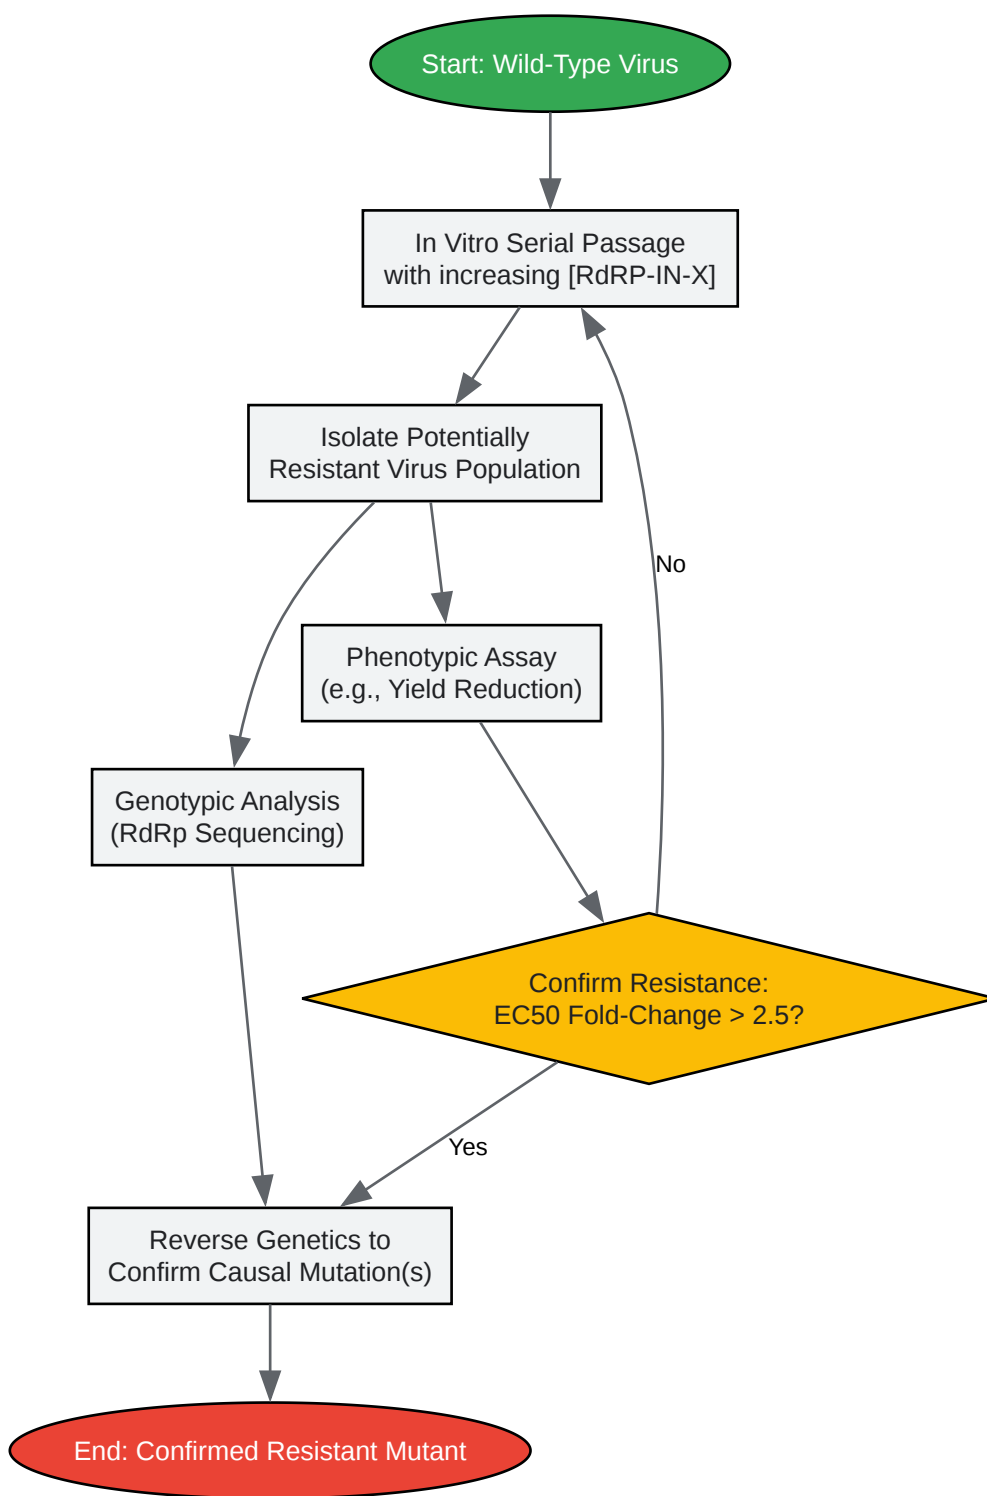 Start: Wild-Type Virus
In Vitro Serial Passage
with increasing [RdRP-IN-X]
Isolate Potentially
Resistant Virus Population
No
Phenotypic Assay
(e.g., Yield Reduction)
Genotypic Analysis
(RdRp Sequencing)
Confirm Resistance:
EC50 Fold-Change > 2.5?
Yes
Reverse Genetics to
Confirm Causal Mutation(s)
End: Confirmed Resistant Mutant